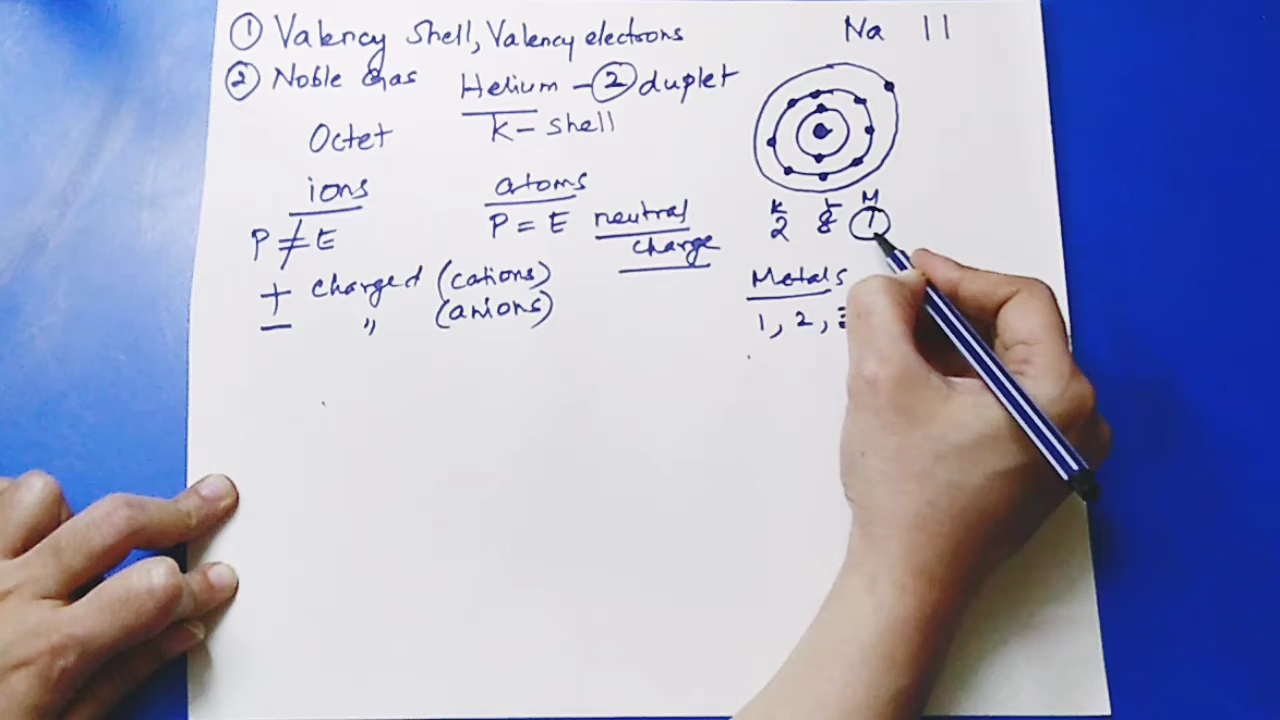 ① Valency Shell, Valency electrons
② Noble Gas Helium – ② duplet
K – shell
Octet
ions
P ≠ E
atoms
P = E neutral
charge
+ charged (cations)
– ,, (anions)
Na 11
K L M
2 8 1
Metals
1, 2,